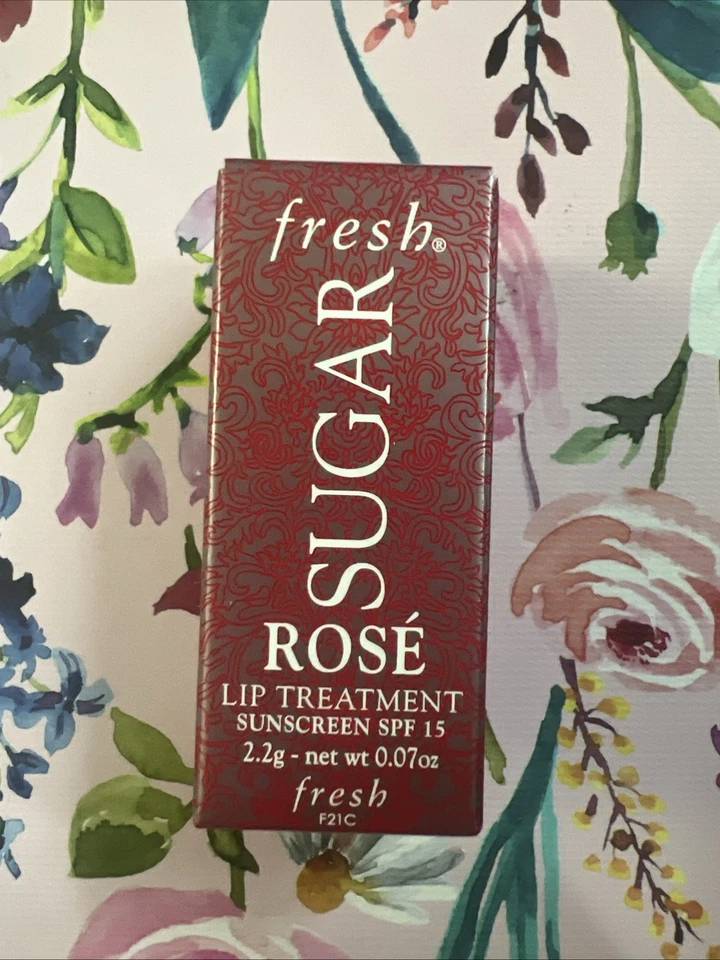 fresh®
SUGAR
ROSÉ
LIP TREATMENT
SUNSCREEN SPF 15
2.2g - net wt 0.07oz
fresh
F21C